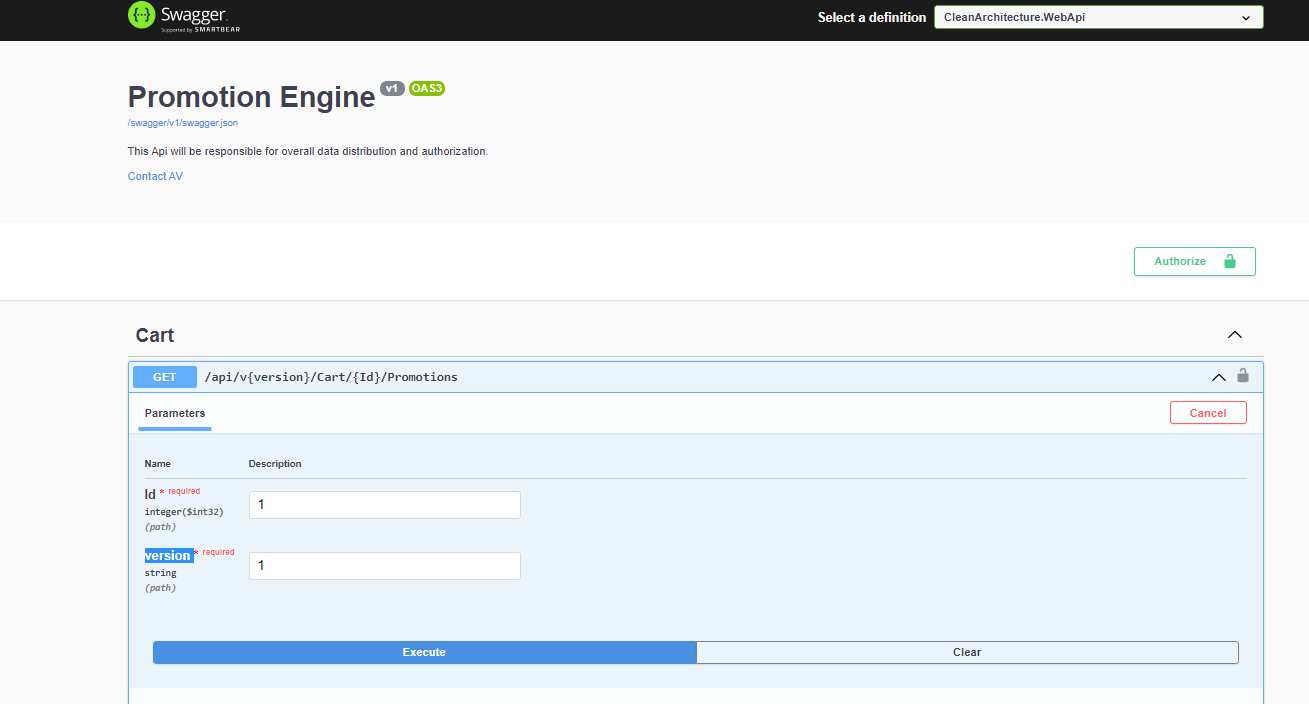 {···} Swagger.
Supported by SMARTBEAR
Select a definition
CleanArchitecture.WebApi
Promotion Engine v1 OAS3
/swagger/v1/swagger.json
This Api will be responsible for overall data distribution and authorization.
Contact AV
Authorize
Cart
GET /api/v{version}/Cart/{Id}/Promotions
Parameters
Cancel
Name Description
Id * required
integer($int32)
(path)
1
version * required
string
(path)
1
Execute
Clear